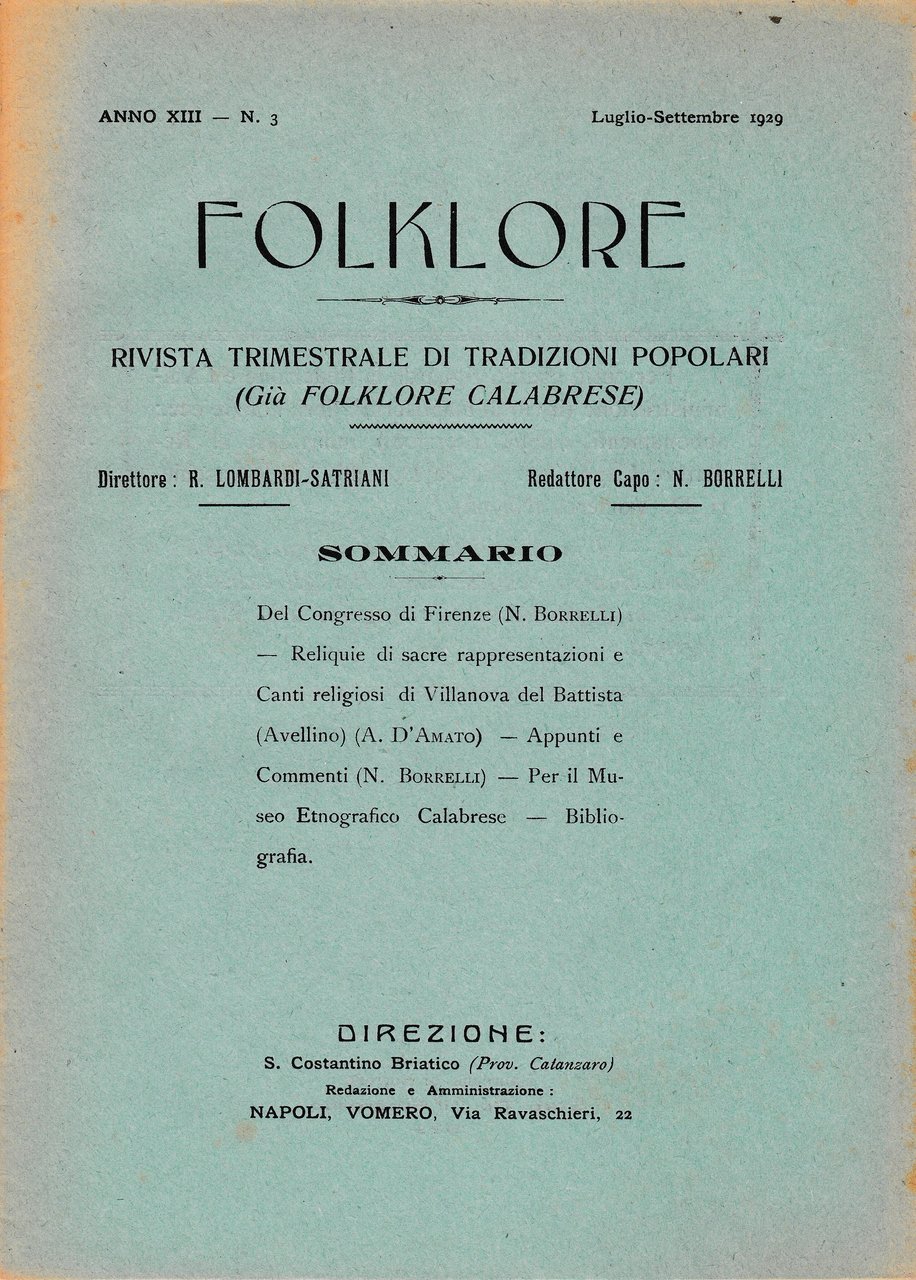 ANNO XIII — N. 3
Luglio-Settembre 1929
FOLKLORE
RIVISTA TRIMESTRALE DI TRADIZIONI POPOLARI
(Già FOLKLORE CALABRESE)
Direttore : R. LOMBARDI-SATRIANI
Redattore Capo : N. BORRELLI
SOMMARIO
Del Congresso di Firenze (N. BORRELLI)
— Reliquie di sacre rappresentazioni e
Canti religiosi di Villanova del Battista
(Avellino) (A. D'AMATO) — Appunti e
Commenti (N. BORRELLI) — Per il Mu-
seo Etnografico Calabrese — Biblio-
grafia.
DIREZIONE:
S. Costantino Briatico (Prov. Catanzaro)
Redazione e Amministrazione :
NAPOLI, VOMERO, Via Ravaschieri, 22